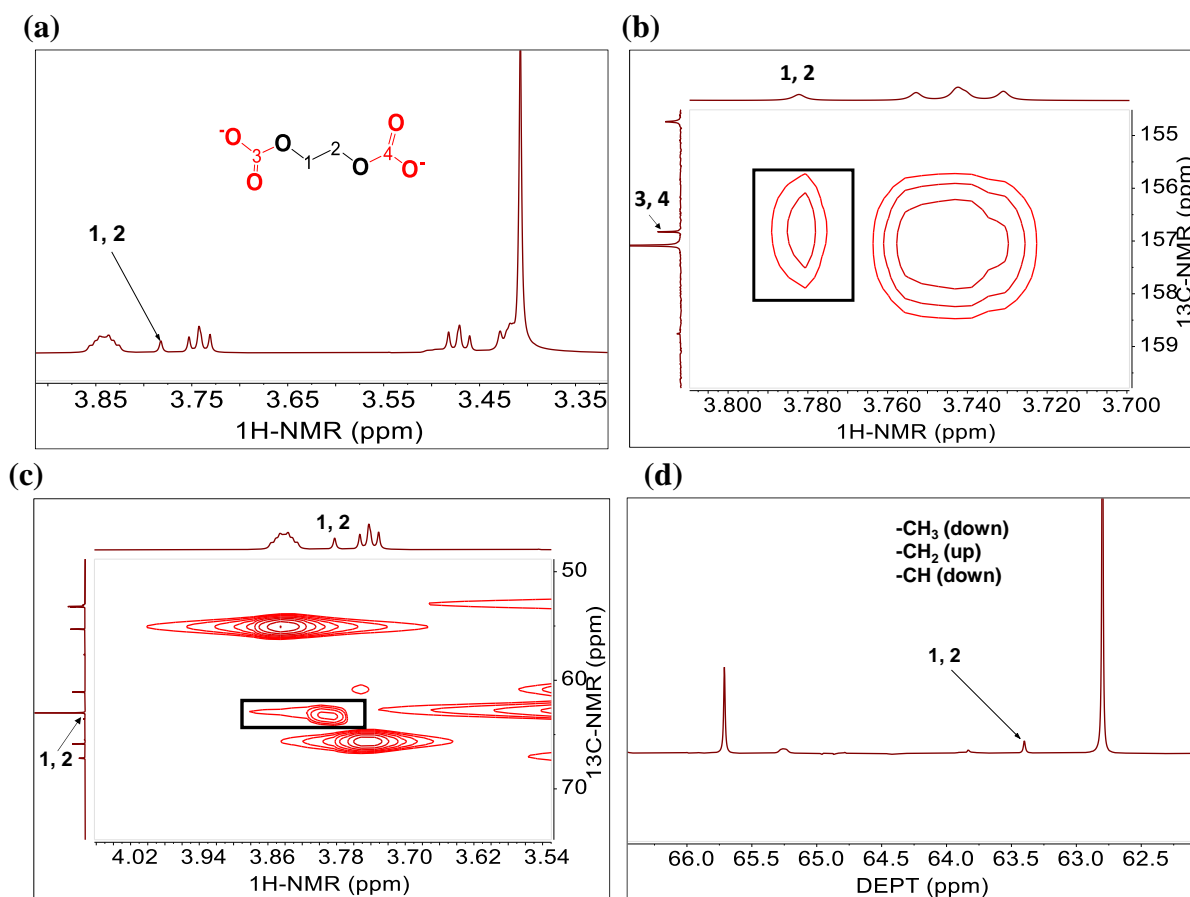 (a)
-O
O
O
3
1
2
O
4
O
O-
1, 2
3.85
3.75
3.65
3.55
3.45
3.35
1H-NMR (ppm)
(b)
1, 2
3, 4
155
156
157
158
159
13C-NMR (ppm)
3.800
3.780
3.760
3.740
3.720
3.700
1H-NMR (ppm)
(c)
1, 2
1, 2
50
60
70
13C-NMR (ppm)
4.02
3.94
3.86
3.78
3.70
3.62
3.54
1H-NMR (ppm)
(d)
-CH₃ (down)
-CH₂ (up)
-CH (down)
1, 2
66.0
65.5
65.0
64.5
64.0
63.5
63.0
62.5
DEPT (ppm)